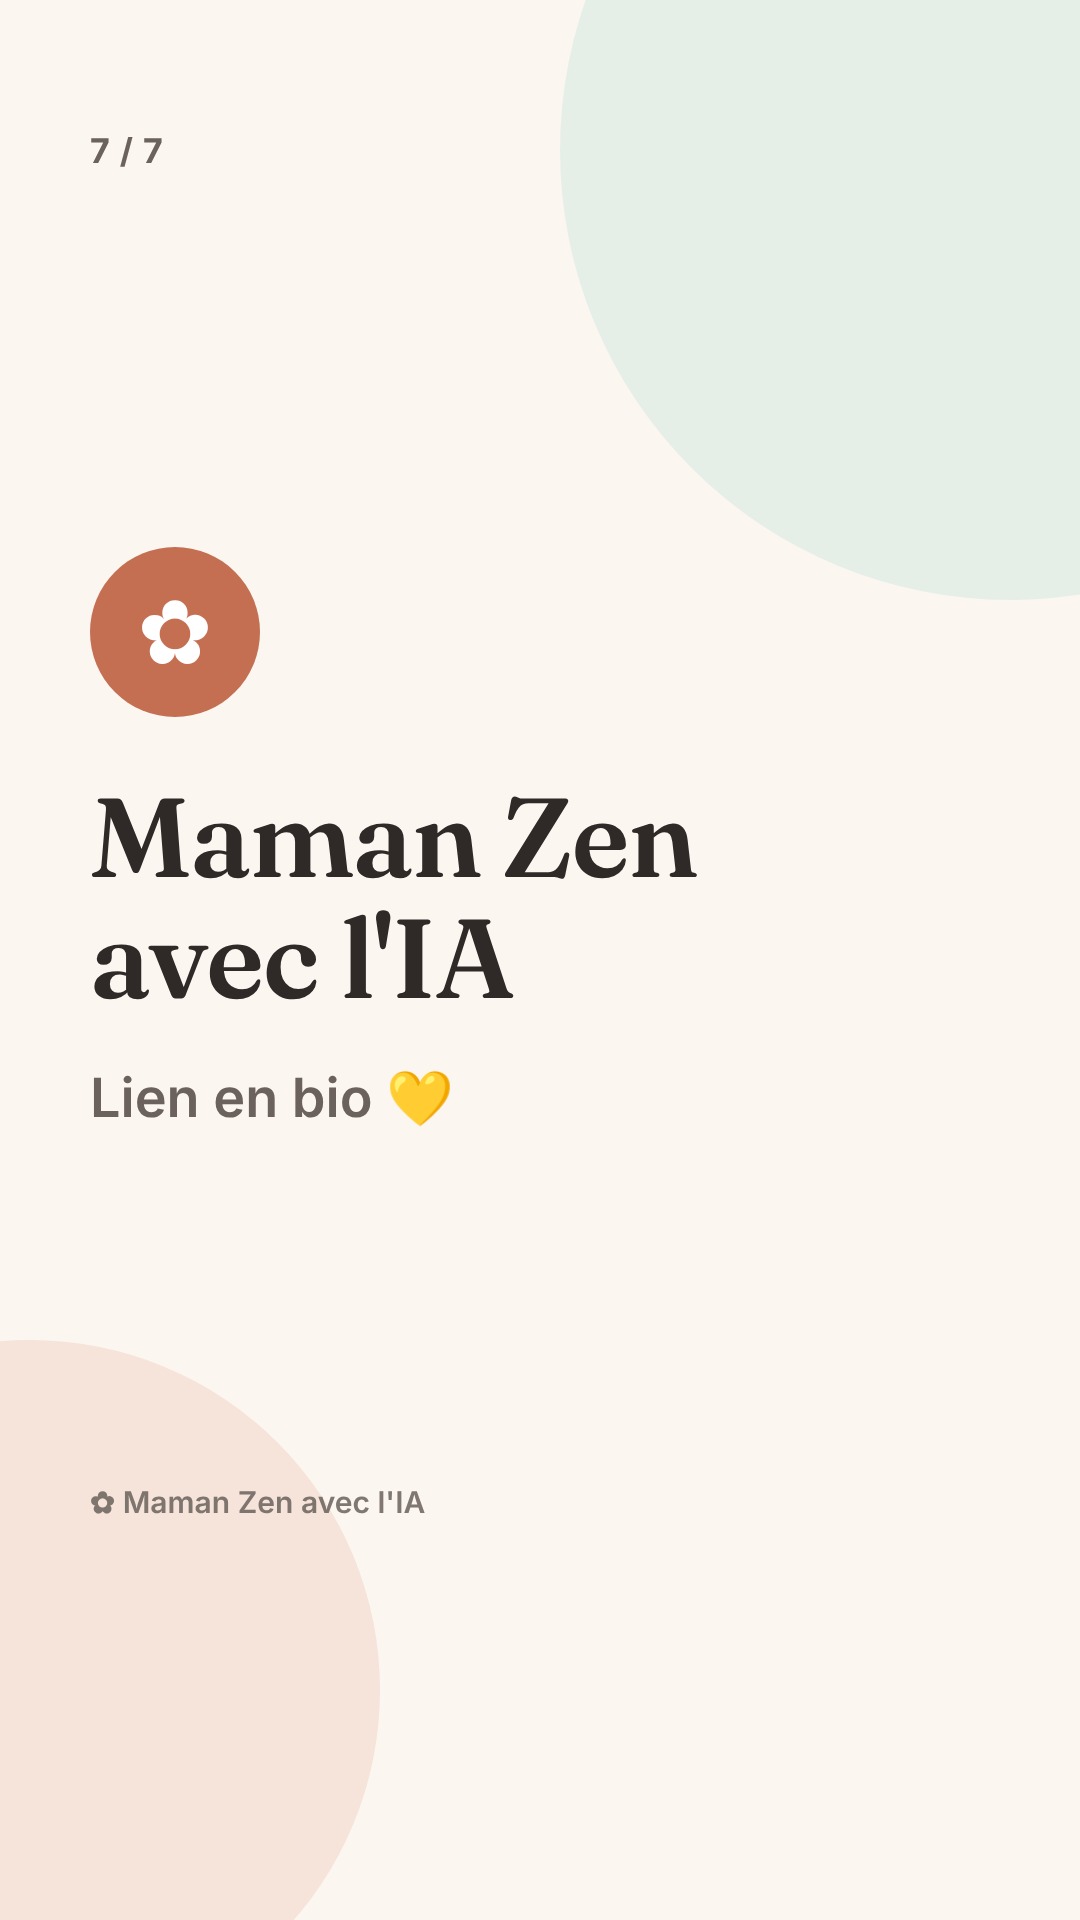 7 / 7
Maman Zen
avec l'IA
Lien en bio 💛
✿ Maman Zen avec l'IA